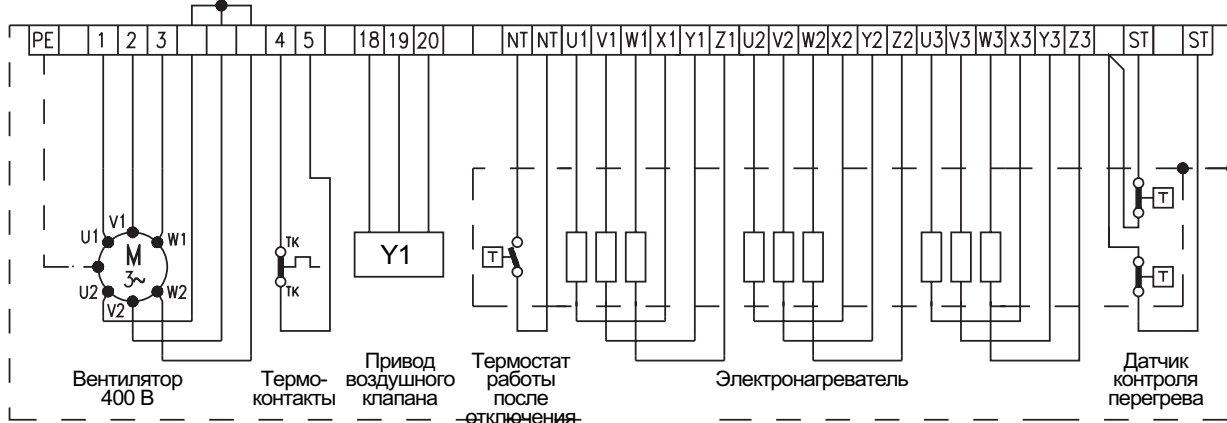 PE 1 2 3 4 5 18 19 20 NT NT U1 V1 W1 X1 Y1 Z1 U2 V2 W2 X2 Y2 Z2 U3 V3 W3 X3 Y3 Z3 ST ST
V1
U1 W1
M
3~
U2 W2
V2
TK
TK
Y1
T
T
T
Вентилятор
400 В
Термо-
контакты
Привод
воздушного
клапана
Термостат
работы
после
отключения
Электронагреватель
Датчик
контроля
перегрева